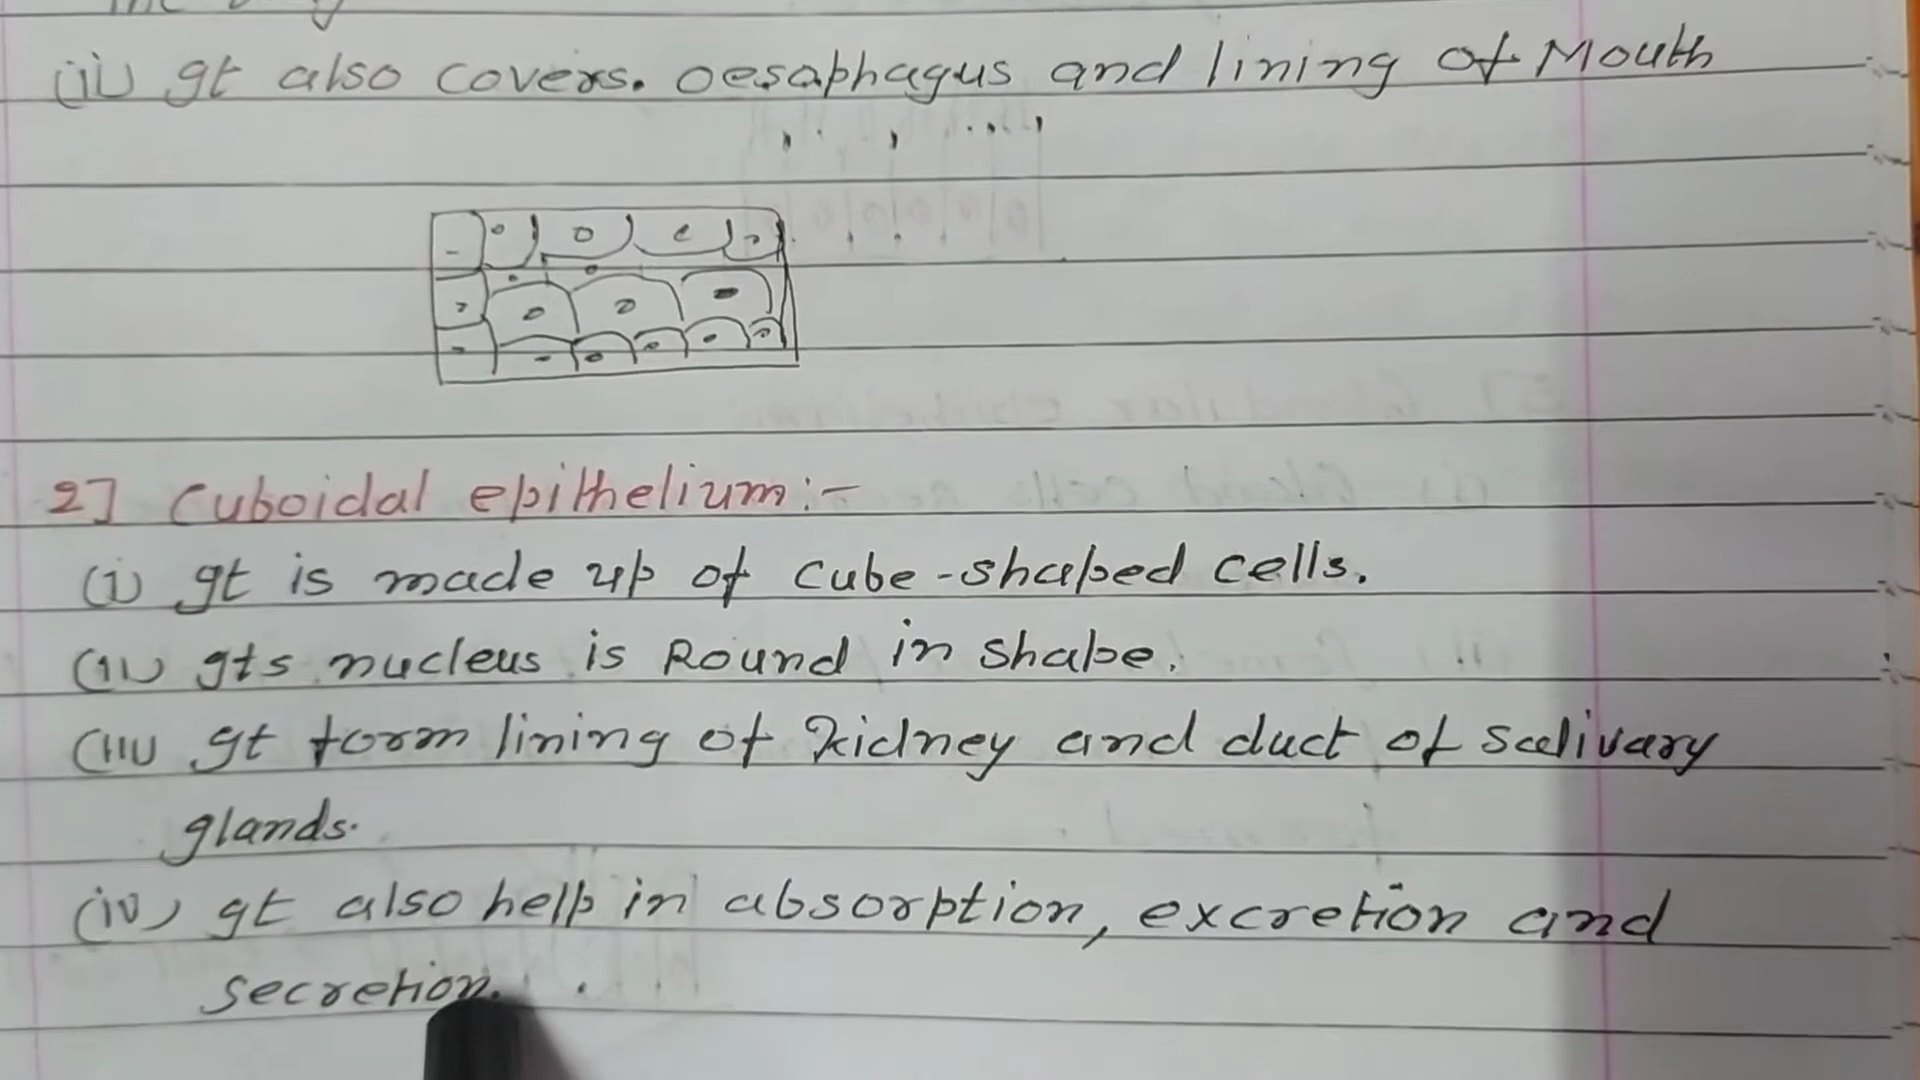 (ii) It also covers. oesaphagus and lining of Mouth
2] Cuboidal epithelium:-
(i) It is made up of cube-shaped cells.
(ii) Its nucleus is Round in shape.
(iii) It form lining of kidney and duct of salivary
glands.
(iv) It also help in absorption, excretion and
secretion.